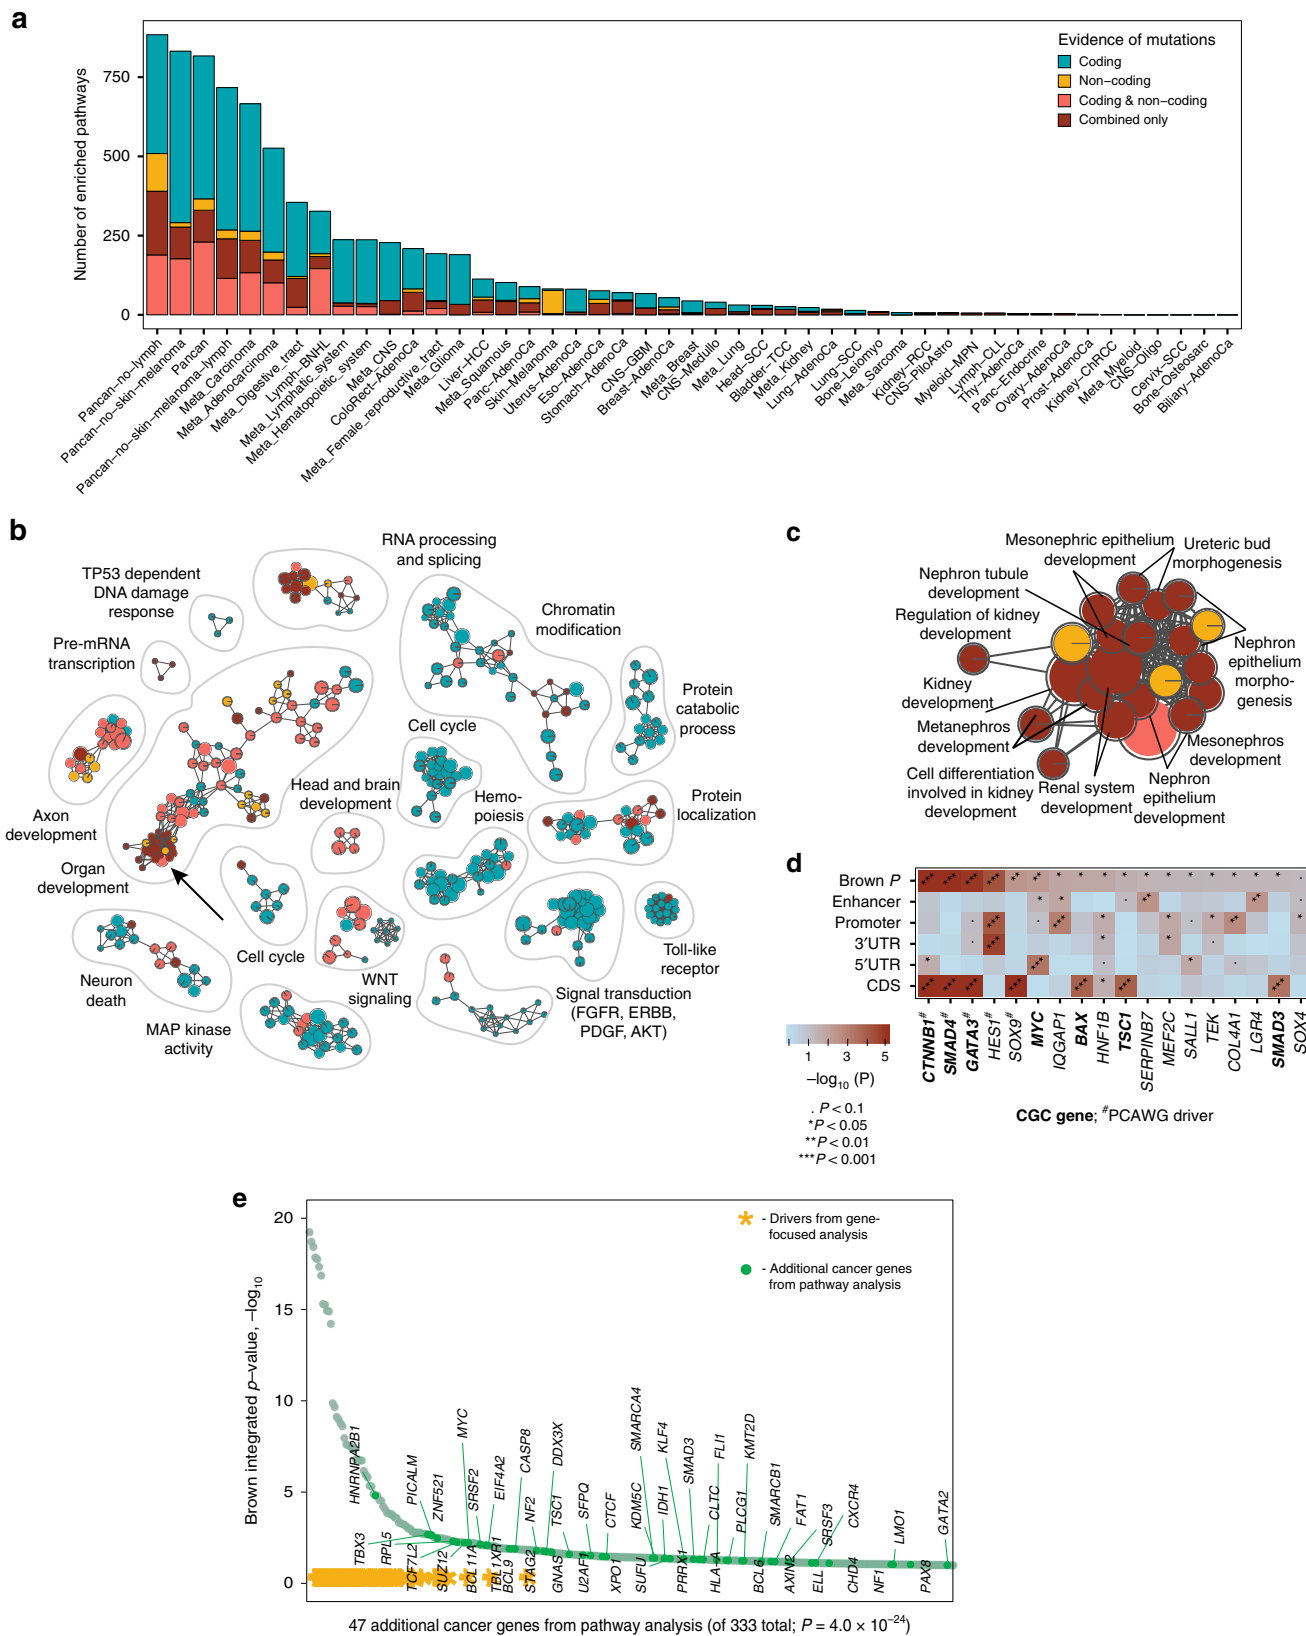 a
Number of enriched pathways
750
500
250
0
Evidence of mutations
Coding
Non−coding
Coding & non−coding
Combined only
Pancan−no−lymph
Pancan−no−skin−melanoma
Pancan
Pancan−no−skin−melanoma−lymph
Meta_Carcinoma
Meta_Adenocarcinoma
Meta_Digestive_tract
Lymph−BNHL
Meta_Lymphatic_system
Meta_Hematopoietic_system
Meta_CNS
ColoRect−AdenoCa
Meta_Female_reproductive_tract
Meta_Glioma
Liver−HCC
Meta_Squamous
Panc−AdenoCa
Skin−Melanoma
Uterus−AdenoCa
Eso−AdenoCa
Stomach−AdenoCa
CNS−GBM
Breast−AdenoCa
Meta_Breast
CNS−Medullo
Meta_Lung
Head−SCC
Bladder−TCC
Meta_Kidney
Lung−AdenoCa
Lung−SCC
Bone−Leiomyo
Meta_Sarcoma
Kidney−RCC
CNS−PiloAstro
Myeloid−MPN
Lymph−CLL
Thy−AdenoCa
Panc−Endocrine
Ovary−AdenoCa
Prost−AdenoCa
Kidney−ChRCC
Meta_Myeloid
CNS−Oligo
Cervix−SCC
Bone−Osteosarc
Biliary−AdenoCa
b
RNA processing
and splicing
TP53 dependent
DNA damage
response
Pre-mRNA
transcription
Chromatin
modification
Protein
catabolic
process
Cell cycle
Head and brain
development
Hemo-
poiesis
Protein
localization
Axon
development
Organ
development
Neuron
death
Cell cycle
MAP kinase
activity
WNT
signaling
Signal transduction
(FGFR, ERBB,
PDGF, AKT)
Toll-like
receptor
c
Mesonephric epithelium
development
Ureteric bud
morphogenesis
Nephron tubule
development
Regulation of kidney
development
Nephron
epithelium
morpho-
genesis
Kidney
development
Metanephros
development
Mesonephros
development
Cell differentiation
involved in kidney
development
Renal system
development
Nephron
epithelium
development
d
Brown P
Enhancer
Promoter
3′UTR
5′UTR
CDS
CTNNB1#
SMAD4#
GATA3#
HES1#
SOX9#
MYC
IQGAP1
BAX
HNF1B
TSC1
SERPINB7
MEF2C
SALL1
TEK
COL4A1
LGR4
SMAD3
SOX4
1 3 5
−log10 (P)
. P < 0.1
*P < 0.05
**P < 0.01
***P < 0.001
CGC gene; #PCAWG driver
e
Brown integrated p−value, −log10
20
15
10
5
0
- Drivers from gene-
focused analysis
- Additional cancer genes
from pathway analysis
HNRNPA2B1
PICALM
ZNF521
MYC
SRSF2
EIF4A2
CASP8
NF2
DDX3X
TSC1
SFPQ
CTCF
KDM5C
SMARCA4
IDH1
KLF4
SMAD3
CLTC
FLI1
PLCG1
KMT2D
SMARCB1
FAT1
SRSF3
CXCR4
LMO1
GATA2
TBX3
RPL5
TCF7L2
SUZ12
BCL11A
TBL1XR1
BCL9
STAG2
GNAS
U2AF1
XPO1
SUFU
PRRX1
HLA−A
BCL6
AXIN2
ELL
CHD4
NF1
PAX8
47 additional cancer genes from pathway analysis (of 333 total; P = 4.0 × 10−24)